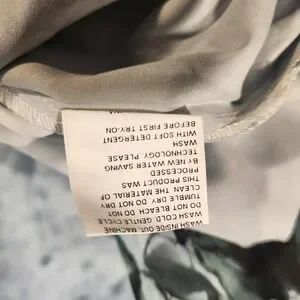 WASH INSIDE OUT MACHINE
WASH COLD GENTLE CYCLE
DO NOT BLEACH DO NOT
TUMBLE DRY DO NOT DRY
CLEAN THE MATERIAL OF
THIS PRODUCT WAS
PROCESSED
BY NEW WATER SAVING
TECHNOLOGY. PLEASE
WASH
WITH SOFT DETERGENT
BEFORE FIRST TRY-ON